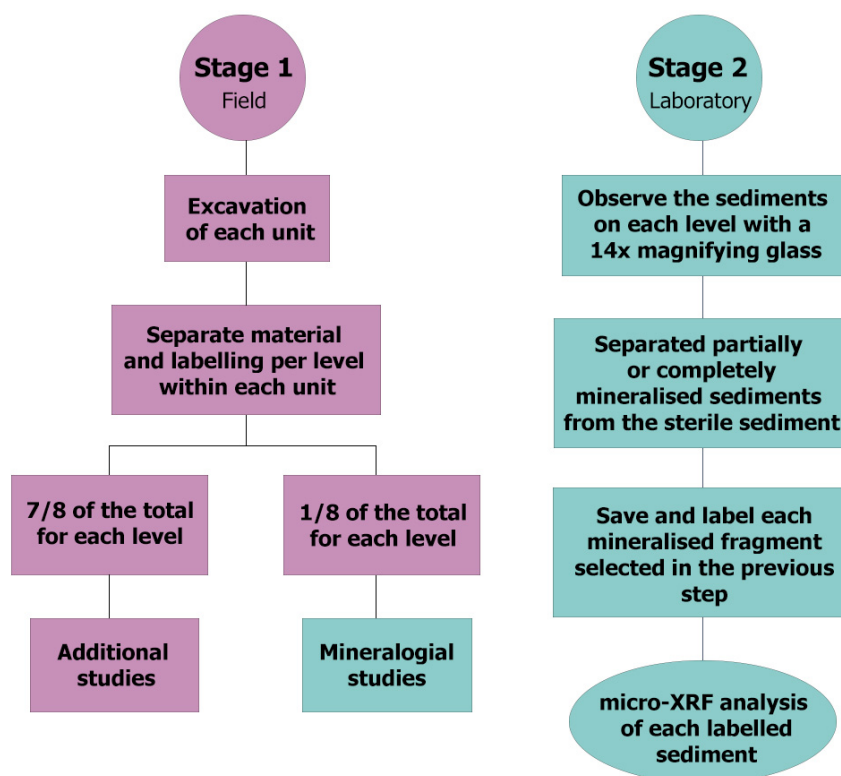 Stage 1
Field
Excavation
of each unit
Separate material
and labelling per level
within each unit
7/8 of the total
for each level
1/8 of the total
for each level
Additional
studies
Mineralogial
studies
Stage 2
Laboratory
Observe the sediments
on each level with a
14x magnifying glass
Separated partially
or completely
mineralised sediments
from the sterile sediment
Save and label each
mineralised fragment
selected in the previous
step
micro-XRF analysis
of each labelled
sediment